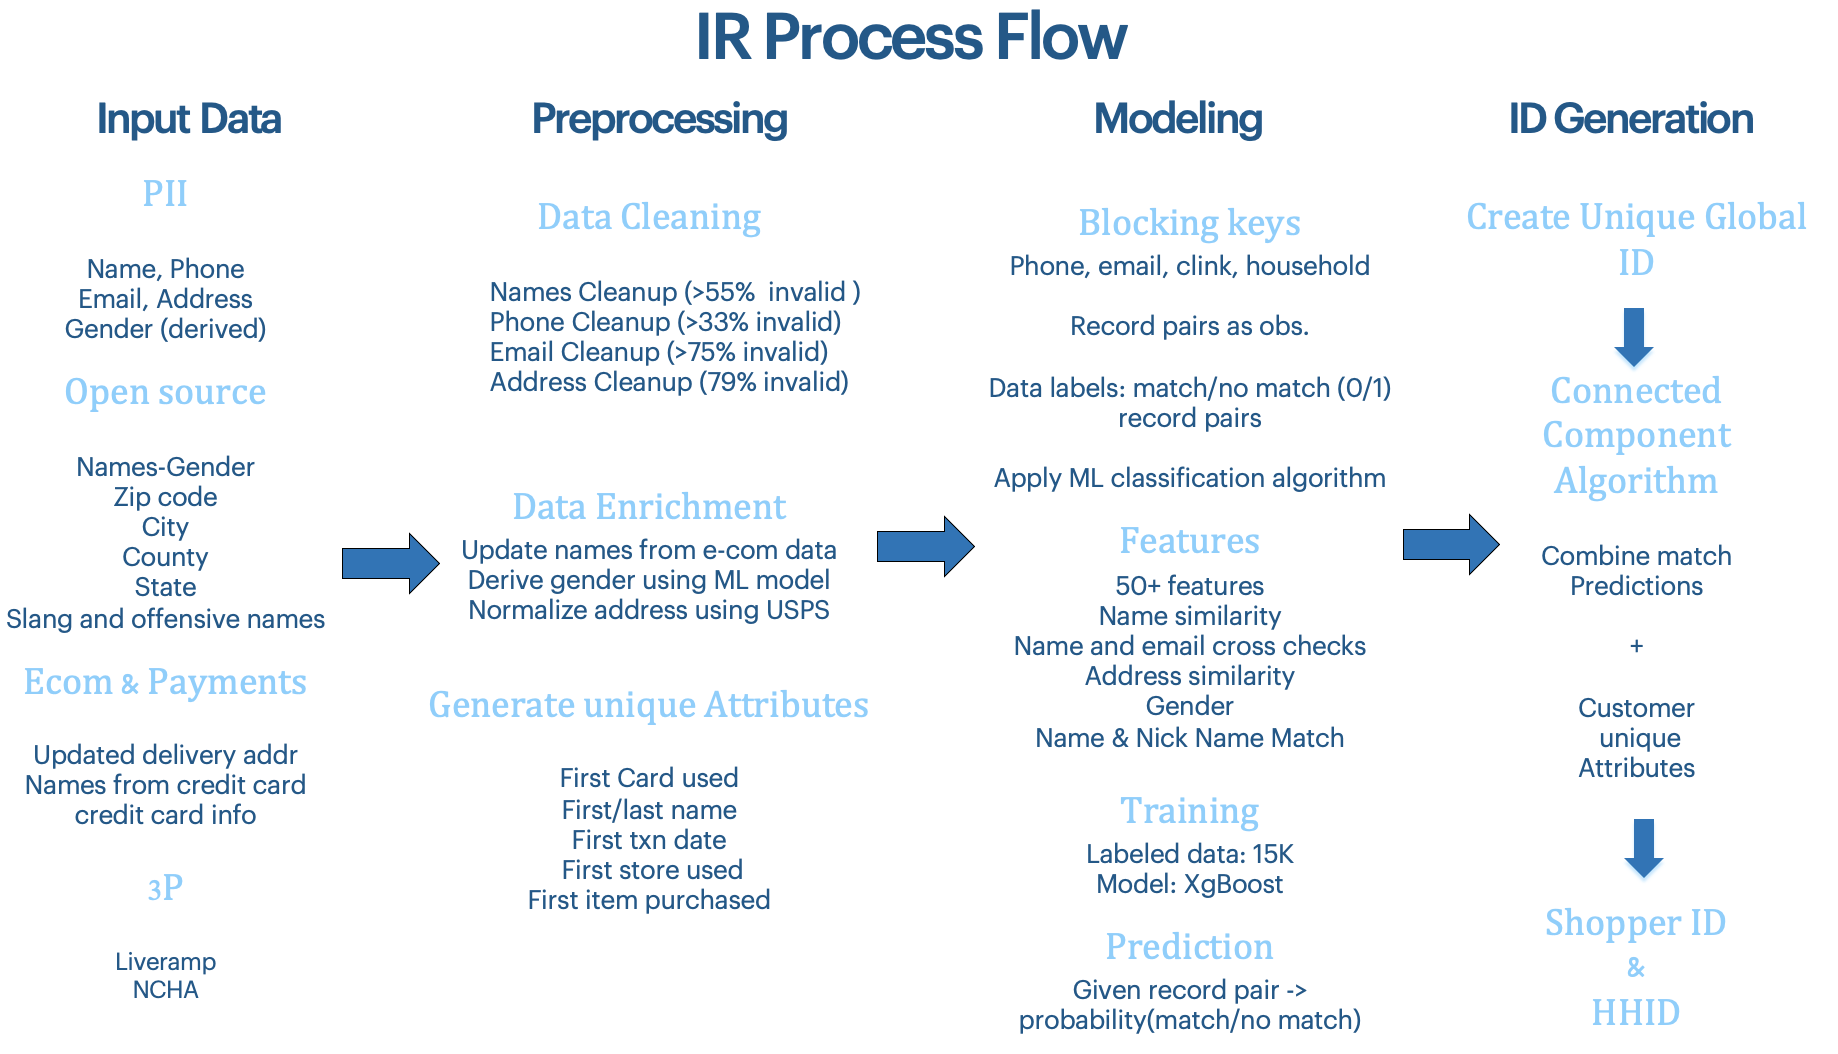 IR Process Flow
Input Data
PII
Name, Phone
Email, Address
Gender (derived)
Open source
Names-Gender
Zip code
City
County
State
Slang and offensive names
Ecom & Payments
Updated delivery addr
Names from credit card
credit card info
3P
Liveramp
NCHA
Preprocessing
Data Cleaning
Names Cleanup (>55%  invalid )
Phone Cleanup (>33% invalid)
Email Cleanup (>75% invalid)
Address Cleanup (79% invalid)
Data Enrichment
Update names from e-com data
Derive gender using ML model
Normalize address using USPS
Generate unique Attributes
First Card used
First/last name
First txn date
First store used
First item purchased
Modeling
Blocking keys
Phone, email, clink, household
Record pairs as obs.
Data labels: match/no match (0/1)
record pairs
Apply ML classification algorithm
Features
50+ features
Name similarity
Name and email cross checks
Address similarity
Gender
Name & Nick Name Match
Training
Labeled data: 15K
Model: XgBoost
Prediction
Given record pair ->
probability(match/no match)
ID Generation
Create Unique Global
ID
Connected
Component
Algorithm
Combine match
Predictions
+
Customer
unique
Attributes
Shopper ID
&
HHID